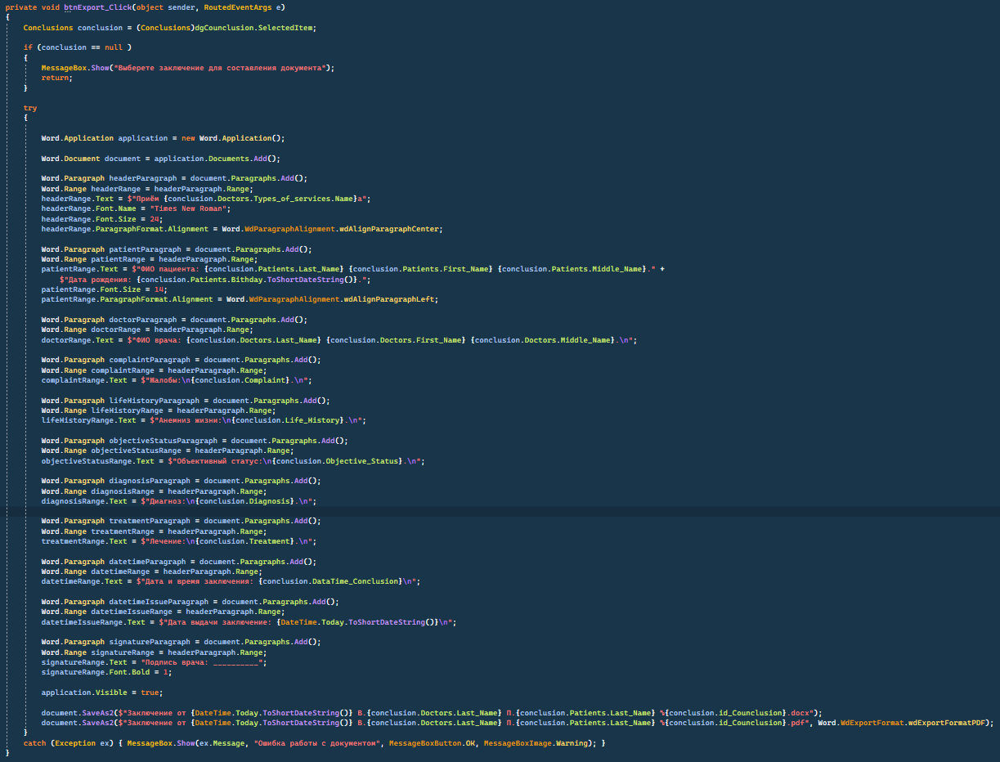 private void btnExport_Click(object sender, RoutedEventArgs e)
{
Conclusions conclusion = (Conclusions)dgCounclusion.SelectedItem;
if (conclusion == null )
{
MessageBox.Show("Выберете заключение для составления документа");
return;
}
try
{
Word.Application application = new Word.Application();
Word.Document document = application.Documents.Add();
Word.Paragraph headerParagraph = document.Paragraphs.Add();
Word.Range headerRange = headerParagraph.Range;
headerRange.Text = $"Приём {conclusion.Doctors.Types_of_services.Name}а";
headerRange.Font.Name = "Times New Roman";
headerRange.Font.Size = 24;
headerRange.ParagraphFormat.Alignment = Word.WdParagraphAlignment.wdAlignParagraphCenter;
Word.Paragraph patientParagraph = document.Paragraphs.Add();
Word.Range patientRange = headerParagraph.Range;
patientRange.Text = $"ФИО пациента: {conclusion.Patients.Last_Name} {conclusion.Patients.First_Name} {conclusion.Patients.Middle_Name}." +
$"Дата рождения: {conclusion.Patients.Bithday.ToShortDateString()}.";
patientRange.Font.Size = 14;
patientRange.ParagraphFormat.Alignment = Word.WdParagraphAlignment.wdAlignParagraphLeft;
Word.Paragraph doctorParagraph = document.Paragraphs.Add();
Word.Range doctorRange = headerParagraph.Range;
doctorRange.Text = $"ФИО врача: {conclusion.Doctors.Last_Name} {conclusion.Doctors.First_Name} {conclusion.Doctors.Middle_Name}.\n";
Word.Paragraph complaintParagraph = document.Paragraphs.Add();
Word.Range complaintRange = headerParagraph.Range;
complaintRange.Text = $"Жалобы:\n{conclusion.Complaint}.\n";
Word.Paragraph lifeHistoryParagraph = document.Paragraphs.Add();
Word.Range lifeHistoryRange = headerParagraph.Range;
lifeHistoryRange.Text = $"Анемниз жизни:\n{conclusion.Life_History}.\n";
Word.Paragraph objectiveStatusParagraph = document.Paragraphs.Add();
Word.Range objectiveStatusRange = headerParagraph.Range;
objectiveStatusRange.Text = $"Объективный статус:\n{conclusion.Objective_Status}.\n";
Word.Paragraph diagnosisParagraph = document.Paragraphs.Add();
Word.Range diagnosisRange = headerParagraph.Range;
diagnosisRange.Text = $"Диагноз:\n{conclusion.Diagnosis}.\n";
Word.Paragraph treatmentParagraph = document.Paragraphs.Add();
Word.Range treatmentRange = headerParagraph.Range;
treatmentRange.Text = $"Лечение:\n{conclusion.Treatment}.\n";
Word.Paragraph datetimeParagraph = document.Paragraphs.Add();
Word.Range datetimeRange = headerParagraph.Range;
datetimeRange.Text = $"Дата и время заключения: {conclusion.DataTime_Conclusion}\n";
Word.Paragraph datetimeIssueParagraph = document.Paragraphs.Add();
Word.Range datetimeIssueRange = headerParagraph.Range;
datetimeIssueRange.Text = $"Дата выдачи заключение: {DateTime.Today.ToShortDateString()}\n";
Word.Paragraph signatureParagraph = document.Paragraphs.Add();
Word.Range signatureRange = headerParagraph.Range;
signatureRange.Text = "Подпись врача: __________";
signatureRange.Font.Bold = 1;
application.Visible = true;
document.SaveAs2($"Заключение от {DateTime.Today.ToShortDateString()} В.{conclusion.Doctors.Last_Name} П.{conclusion.Patients.Last_Name} %{conclusion.id_Counclusion}.docx");
document.SaveAs2($"Заключение от {DateTime.Today.ToShortDateString()} В.{conclusion.Doctors.Last_Name} П.{conclusion.Patients.Last_Name} %{conclusion.id_Counclusion}.pdf", Word.WdExportFormat.wdExportFormatPDF);
}
catch (Exception ex) { MessageBox.Show(ex.Message, "Ошибка работы с документом", MessageBoxButton.OK, MessageBoxImage.Warning); }
}